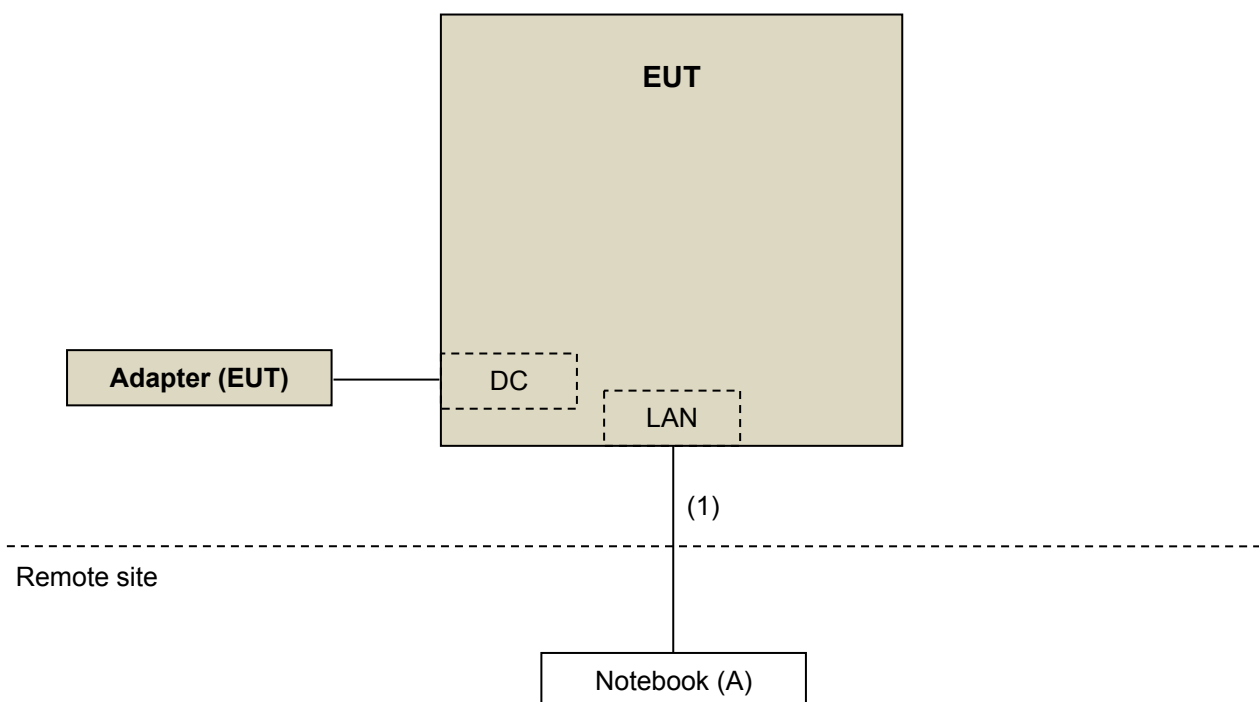 EUT
Adapter (EUT)
DC
LAN
(1)
Remote site
Notebook (A)